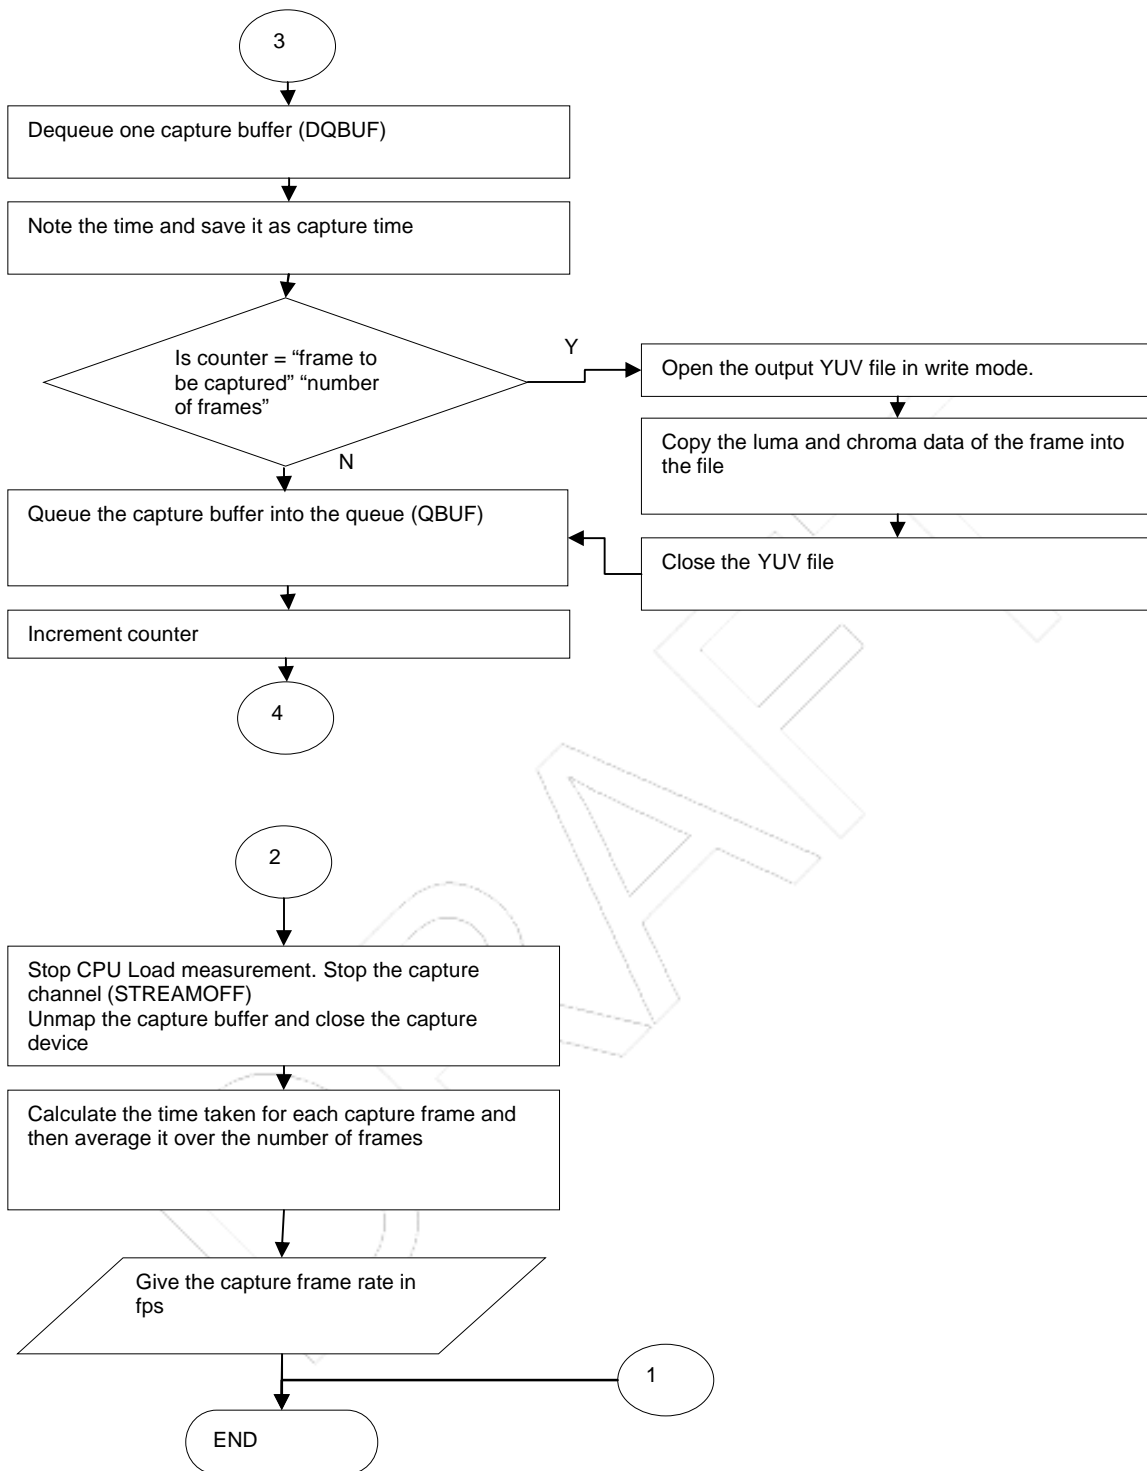 3
Dequeue one capture buffer (DQBUF)
Note the time and save it as capture time
Is counter = “frame to
be captured” “number
of frames”
Y
Open the output YUV file in write mode.
Copy the luma and chroma data of the frame into
the file
Close the YUV file
N
Queue the capture buffer into the queue (QBUF)
Increment counter
4
2
Stop CPU Load measurement. Stop the capture
channel (STREAMOFF)
Unmap the capture buffer and close the capture
device
Calculate the time taken for each capture frame and
then average it over the number of frames
Give the capture frame rate in
fps
1
END
DRAFT